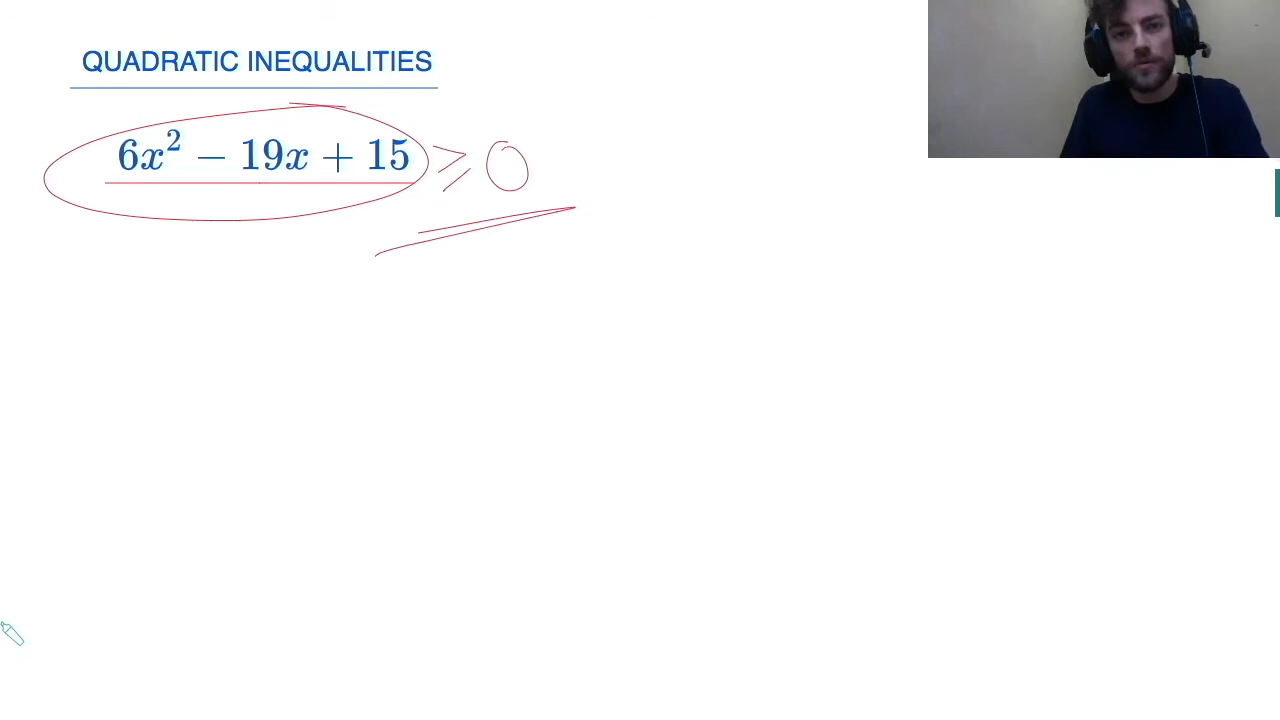 QUADRATIC INEQUALITIES
6x² − 19x + 15 ≥ 0